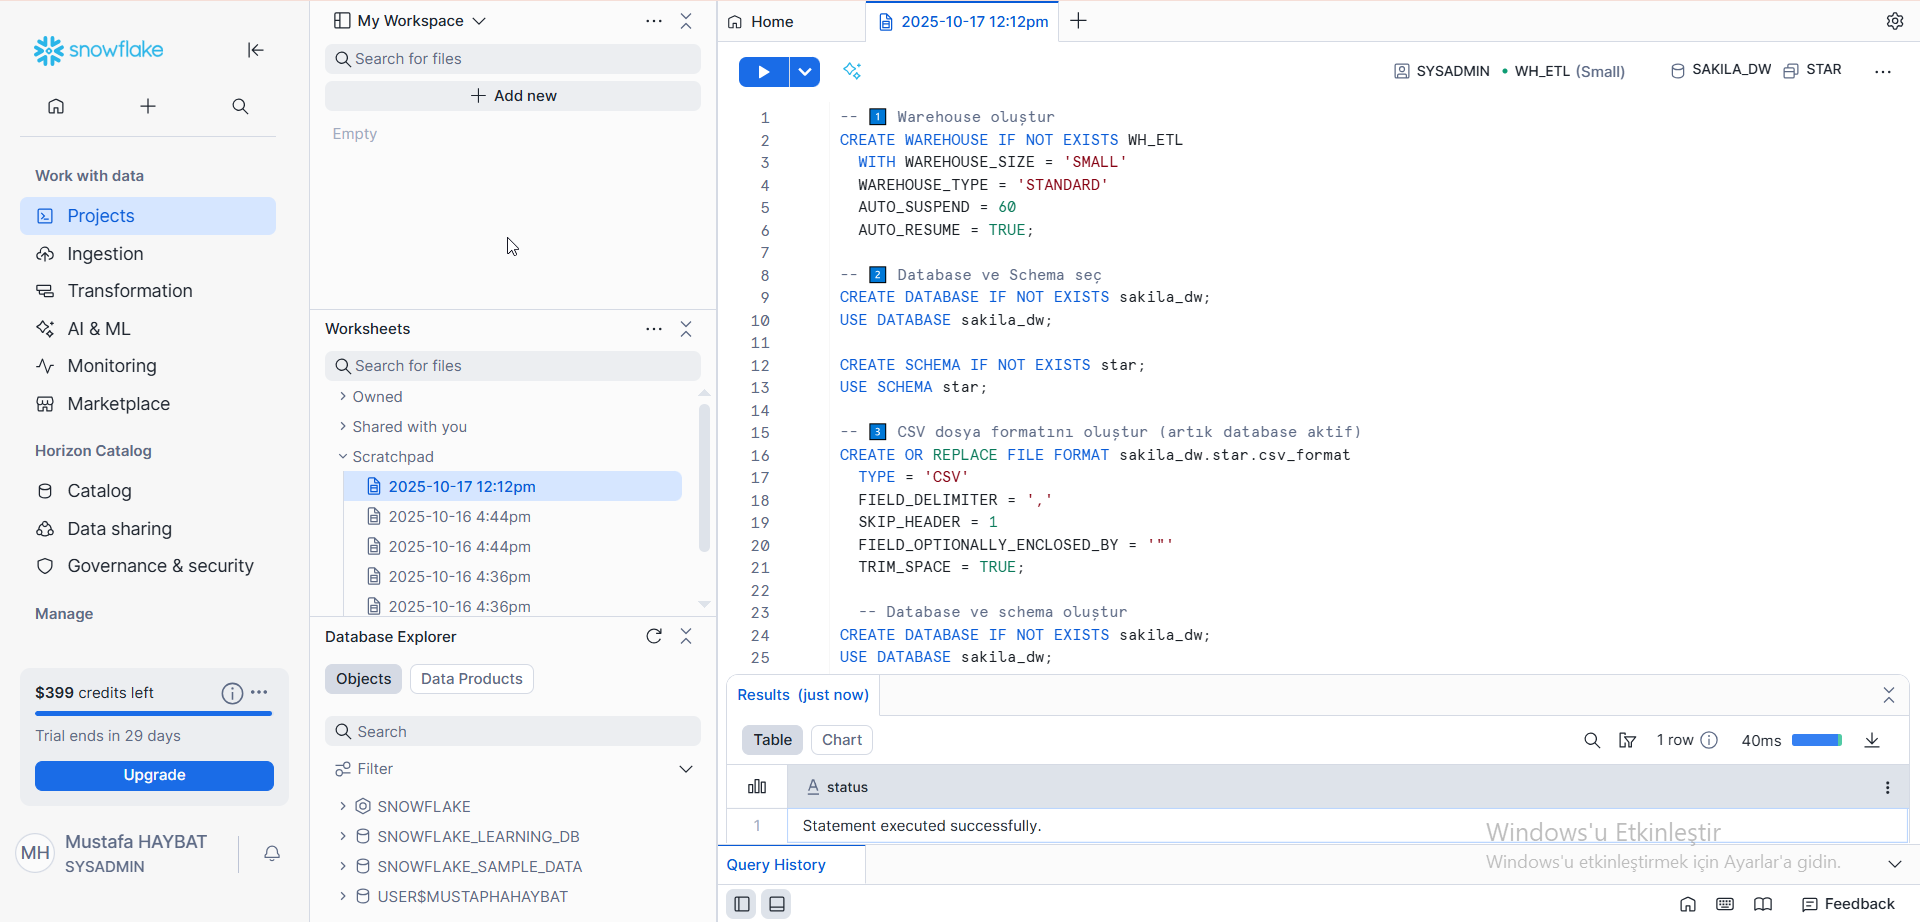 snowflake
Work with data
Projects
Ingestion
Transformation
AI & ML
Monitoring
Marketplace
Horizon Catalog
Catalog
Data sharing
Governance & security
Manage
$399 credits left
Trial ends in 29 days
Upgrade
MH
Mustafa HAYBAT
SYSADMIN
My Workspace
Search for files
Add new
Empty
Worksheets
Search for files
Owned
Shared with you
Scratchpad
2025-10-17 12:12pm
2025-10-16 4:44pm
2025-10-16 4:44pm
2025-10-16 4:36pm
2025-10-16 4:36pm
Database Explorer
Objects Data Products
Search
Filter
SNOWFLAKE
SNOWFLAKE_LEARNING_DB
SNOWFLAKE_SAMPLE_DATA
USER$MUSTAPHAHAYBAT
Home 2025-10-17 12:12pm
SYSADMIN WH_ETL (Small) SAKILA_DW STAR
1 -- 1 Warehouse oluştur
2 CREATE WAREHOUSE IF NOT EXISTS WH_ETL
3 WITH WAREHOUSE_SIZE = 'SMALL'
4 WAREHOUSE_TYPE = 'STANDARD'
5 AUTO_SUSPEND = 60
6 AUTO_RESUME = TRUE;
7
8 -- 2 Database ve Schema seç
9 CREATE DATABASE IF NOT EXISTS sakila_dw;
10 USE DATABASE sakila_dw;
11
12 CREATE SCHEMA IF NOT EXISTS star;
13 USE SCHEMA star;
14
15 -- 3 CSV dosya formatını oluştur (artık database aktif)
16 CREATE OR REPLACE FILE FORMAT sakila_dw.star.csv_format
17 TYPE = 'CSV'
18 FIELD_DELIMITER = ','
19 SKIP_HEADER = 1
20 FIELD_OPTIONALLY_ENCLOSED_BY = '"'
21 TRIM_SPACE = TRUE;
22
23 -- Database ve schema oluştur
24 CREATE DATABASE IF NOT EXISTS sakila_dw;
25 USE DATABASE sakila_dw;
Results (just now)
Table Chart 1 row 40ms
A status
1 Statement executed successfully.
Windows'u Etkinleştir
Windows'u etkinleştirmek için Ayarlar'a gidin.
Query History
Feedback